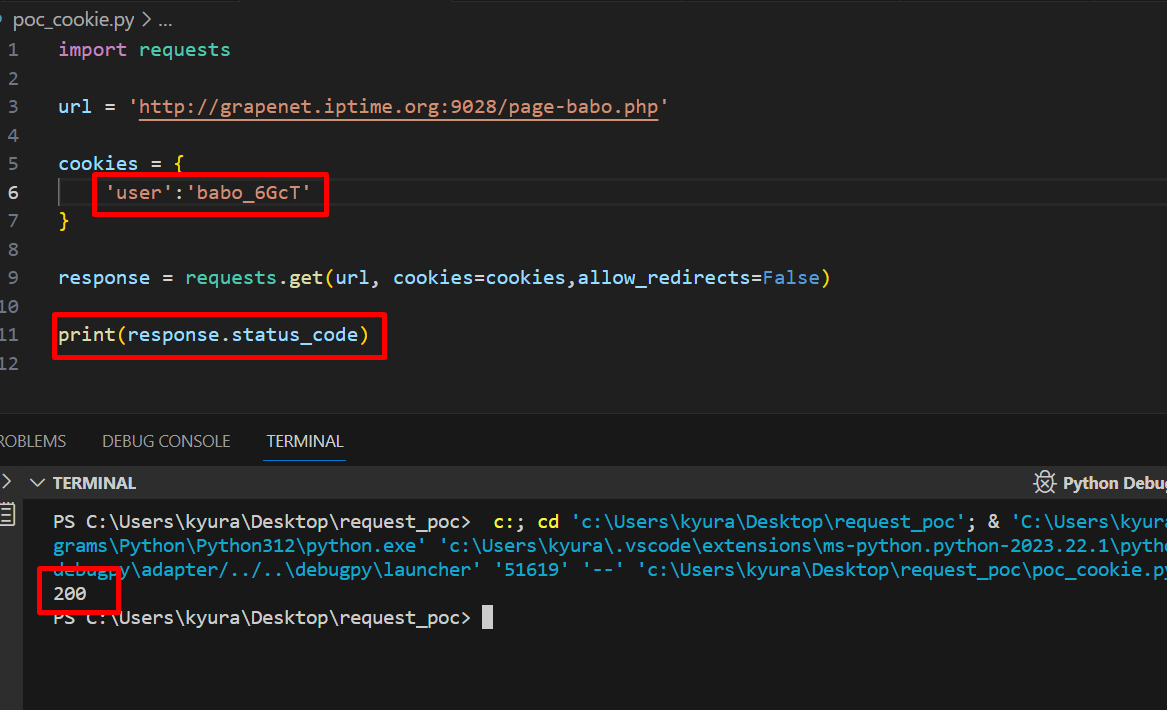 poc_cookie.py > ...
1 import requests
2
3 url = 'http://grapenet.iptime.org:9028/page-babo.php'
4
5 cookies = {
6 'user':'babo_6GcT'
7 }
8
9 response = requests.get(url, cookies=cookies,allow_redirects=False)
10
11 print(response.status_code)
12
ROBLEMS DEBUG CONSOLE TERMINAL
TERMINAL Python Debug
PS C:\Users\kyura\Desktop\request_poc> c:; cd 'c:\Users\kyura\Desktop\request_poc'; & 'C:\Users\kyura
grams\Python\Python312\python.exe' 'c:\Users\kyura\.vscode\extensions\ms-python.python-2023.22.1\pytho
debugpy\adapter/../..\debugpy\launcher' '51619' '--' 'c:\Users\kyura\Desktop\request_poc\poc_cookie.py
200
PS C:\Users\kyura\Desktop\request_poc>